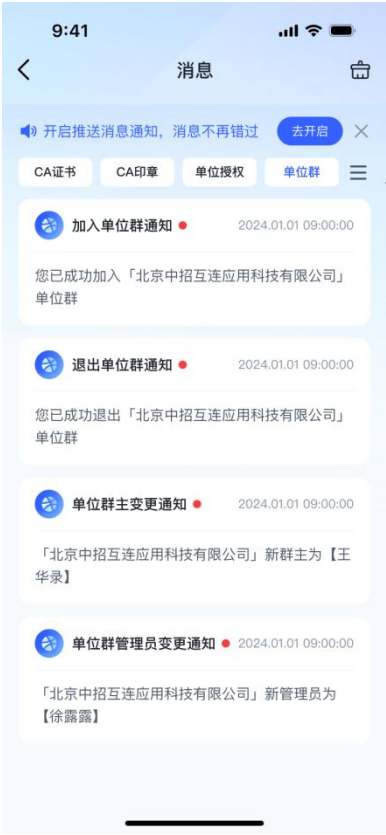 9:41
消息
开启推送消息通知，消息不再错过 去开启
CA证书 CA印章 单位授权 单位群
加入单位群通知 2024.01.01 09:00:00
您已成功加入「北京中招互连应用科技有限公司」
单位群
退出单位群通知 2024.01.01 09:00:00
您已成功退出「北京中招互连应用科技有限公司」
单位群
单位群主变更通知 2024.01.01 09:00:00
「北京中招互连应用科技有限公司」新群主为【王
华录】
单位群管理员变更通知 2024.01.01 09:00:00
「北京中招互连应用科技有限公司」新管理员为
【徐露露】